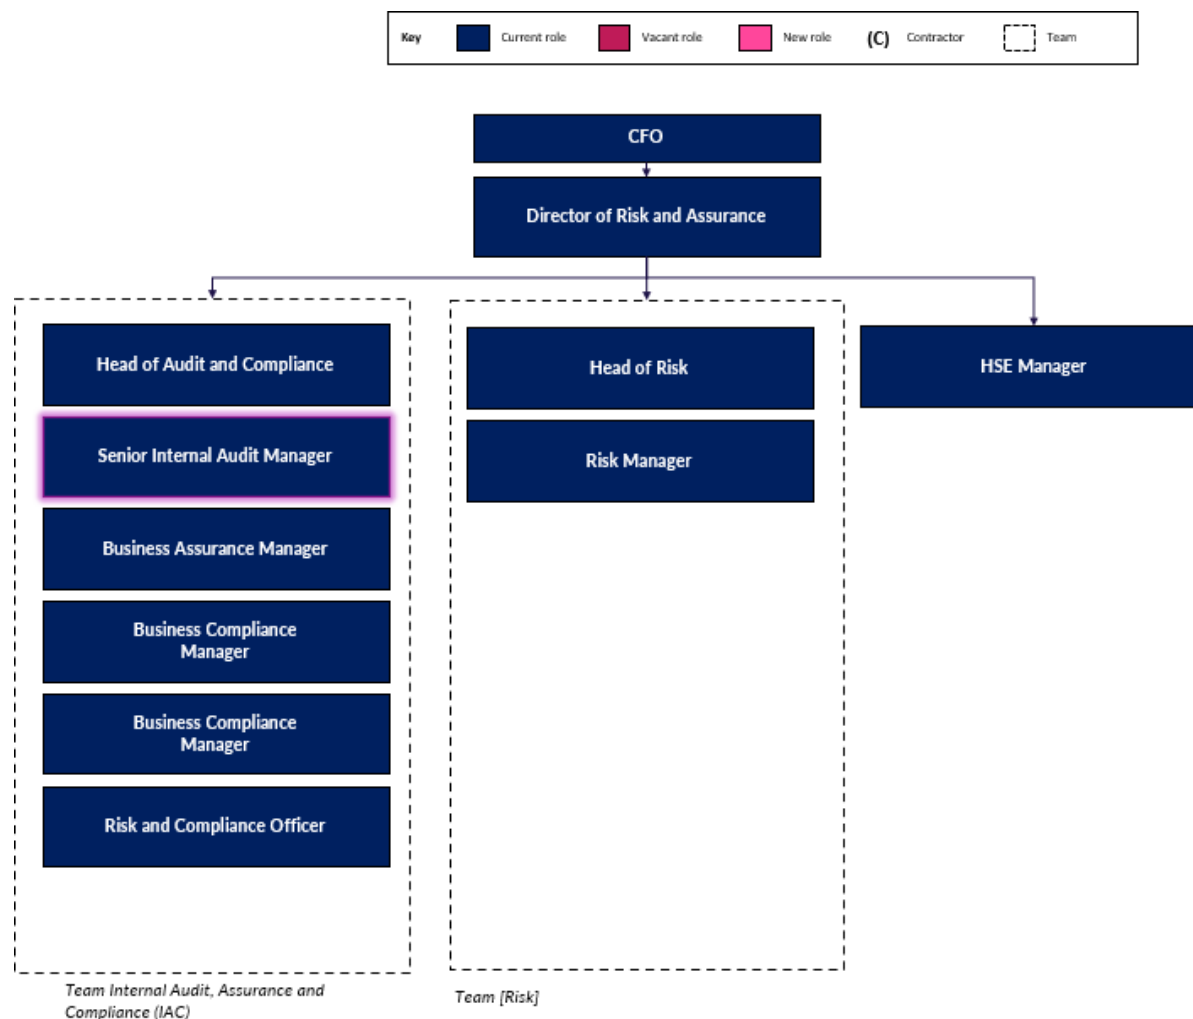 Key Current role Vacant role New role (C) Contractor Team
CFO
Director of Risk and Assurance
Head of Audit and Compliance
Senior Internal Audit Manager
Business Assurance Manager
Business Compliance
Manager
Business Compliance
Manager
Risk and Compliance Officer
Team Internal Audit, Assurance and
Compliance (IAC)
Head of Risk
Risk Manager
Team [Risk]
HSE Manager